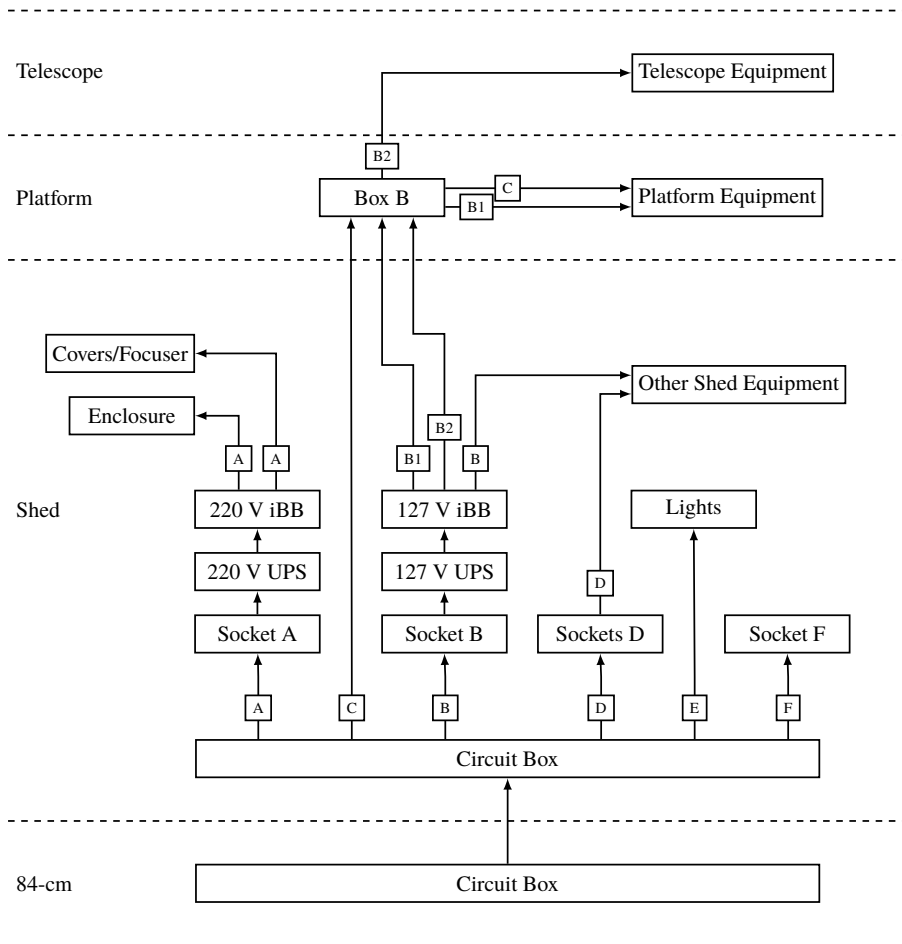 Telescope
Telescope Equipment
B2
Platform
Box B
C
B1
Platform Equipment
Covers/Focuser
Other Shed Equipment
Enclosure
B2
A
A
B1
B
Shed
220 V iBB
127 V iBB
Lights
220 V UPS
127 V UPS
D
Socket A
Socket B
Sockets D
Socket F
A
C
B
D
E
F
Circuit Box
84-cm
Circuit Box